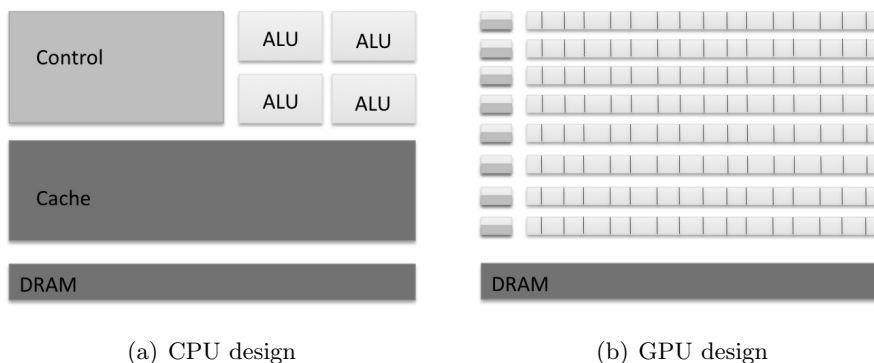 Control
ALU ALU
ALU ALU
Cache
DRAM
DRAM
(a) CPU design
(b) GPU design